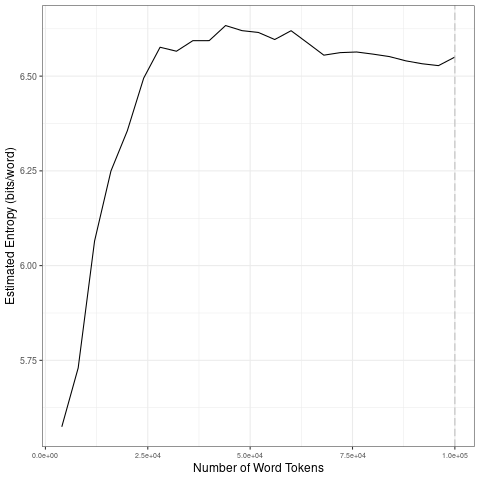 Estimated Entropy (bits/word)
6.50
6.25
6.00
5.75
0.0e+00 2.5e+04 5.0e+04 7.5e+04 1.0e+05
Number of Word Tokens